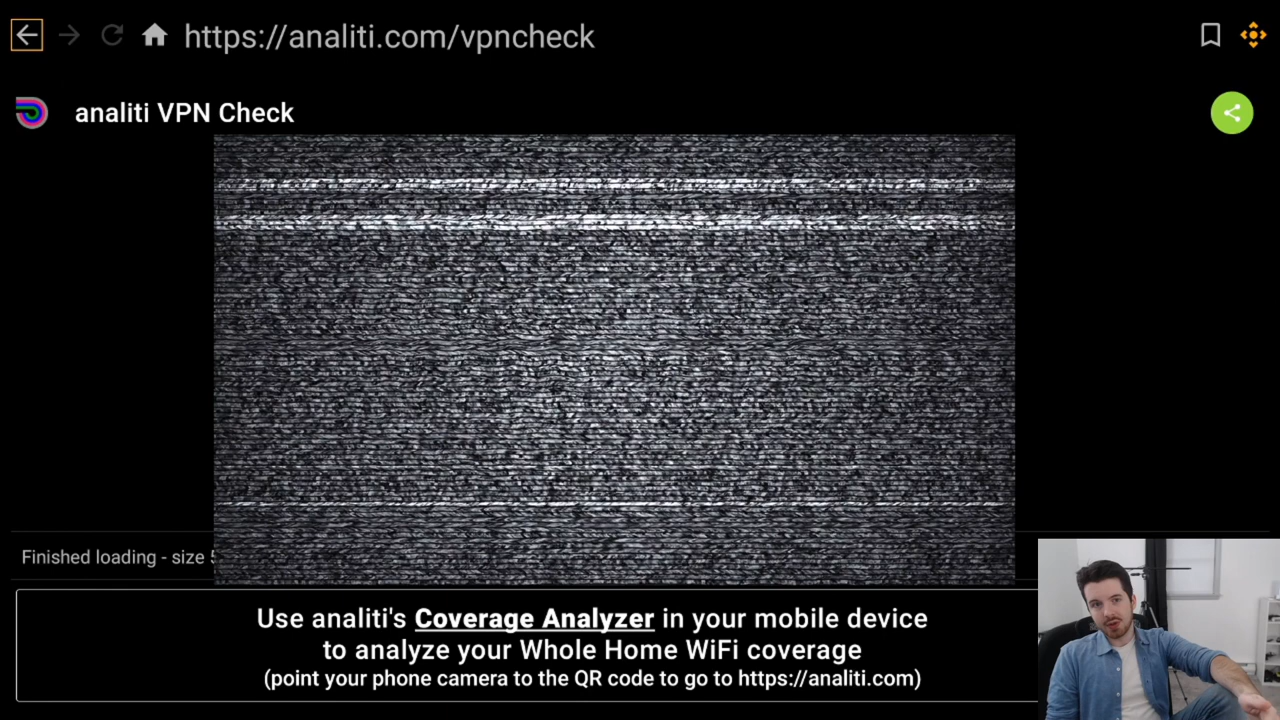 https://analiti.com/vpncheck
analiti VPN Check
Finished loading - size
Use analiti's Coverage Analyzer in your mobile device
to analyze your Whole Home WiFi coverage
(point your phone camera to the QR code to go to https://analiti.com)